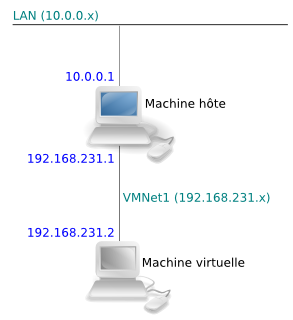 LAN (10.0.0.x)
10.0.0.1
Machine hôte
192.168.231.1
VMNet1 (192.168.231.x)
192.168.231.2
Machine virtuelle